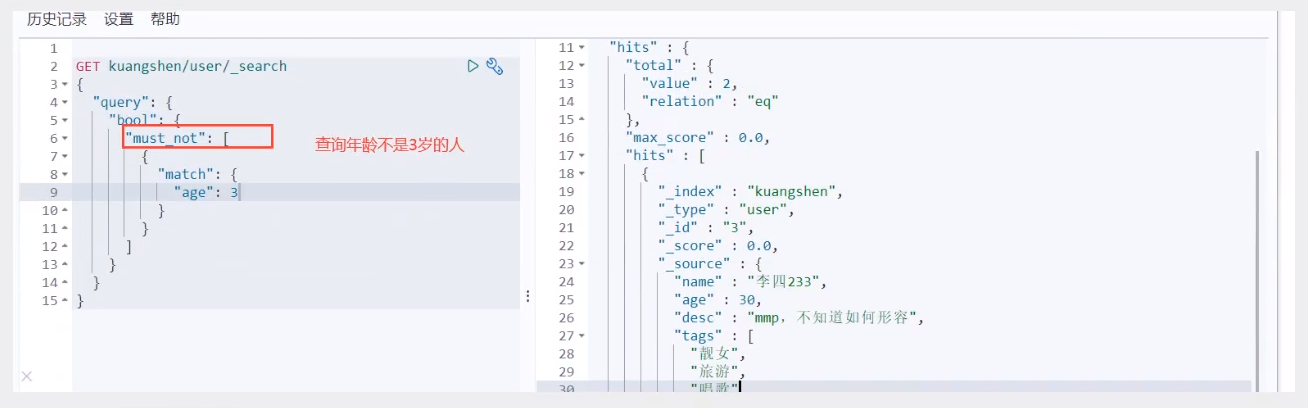 历史记录 设置 帮助
1
2 GET kuangshen/user/_search
3 {
4 "query": {
5 "bool": {
6 "must_not": [
7 {
8 "match": {
9 "age": 3
10 }
11 }
12 ]
13 }
14 }
15 }
查询年龄不是3岁的人
11 "hits" : {
12 "total" : {
13 "value" : 2,
14 "relation" : "eq"
15 },
16 "max_score" : 0.0,
17 "hits" : [
18 {
19 "_index" : "kuangshen",
20 "_type" : "user",
21 "_id" : "3",
22 "_score" : 0.0,
23 "_source" : {
24 "name" : "李四233",
25 "age" : 30,
26 "desc" : "mmp，不知道如何形容",
27 "tags" : [
28 "靓女",
29 "旅游",
30 "唱歌"